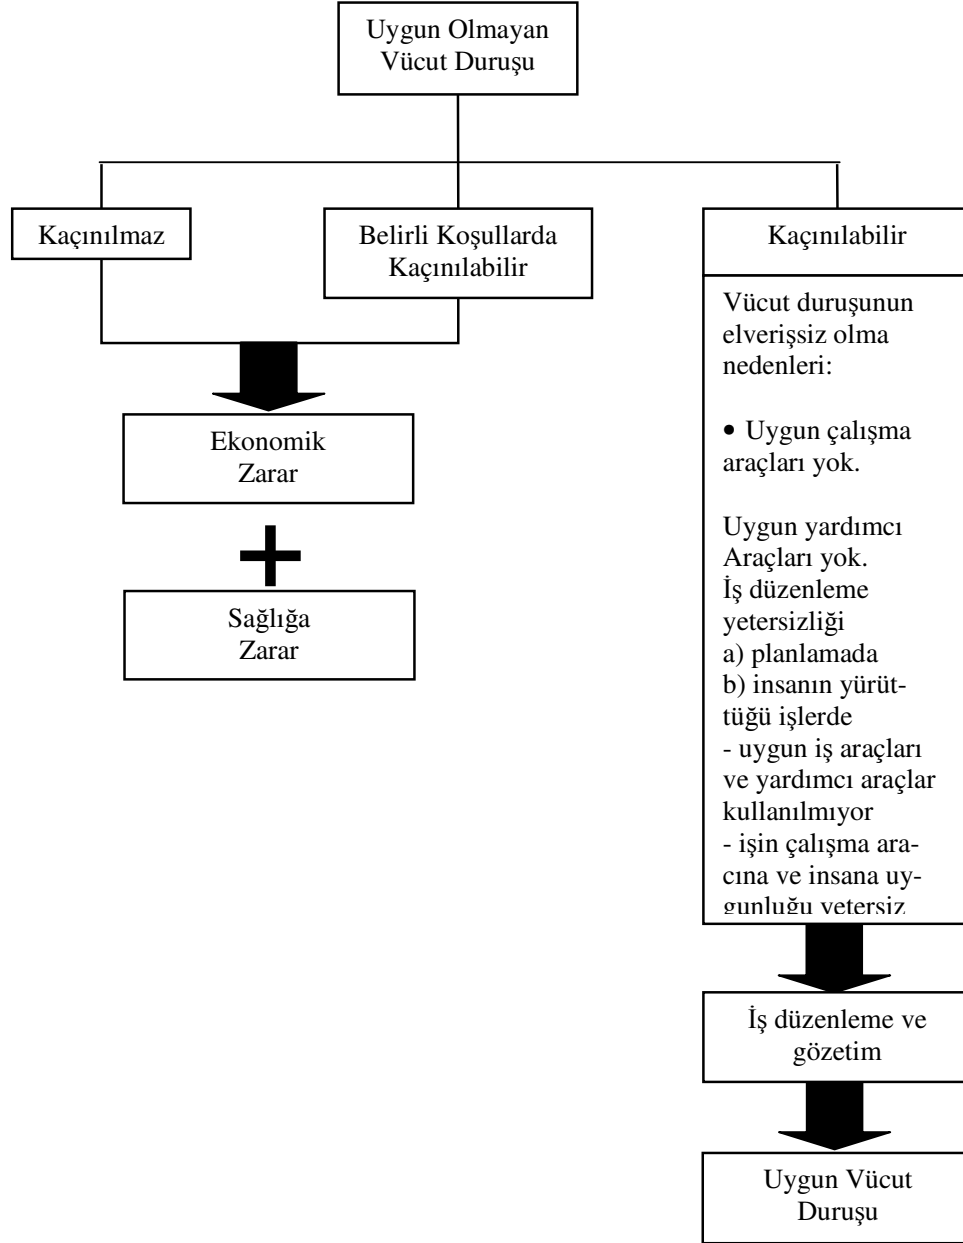 Uygun Olmayan
Vücut Duruşu
Kaçınılmaz
Belirli Koşullarda
Kaçınılabilir
Ekonomik
Zarar
Sağlığa
Zarar
Kaçınılabilir
Vücut duruşunun
elverişsiz olma
nedenleri:
• Uygun çalışma
araçları yok.
Uygun yardımcı
Araçları yok.
İş düzenleme
yetersizliği
a) planlamada
b) insanın yürüt-
tüğü işlerde
- uygun iş araçları
ve yardımcı araçlar
kullanılmıyor
- işin çalışma ara-
cına ve insana uy-
gunluğu yetersiz
İş düzenleme ve
gözetim
Uygun Vücut
Duruşu